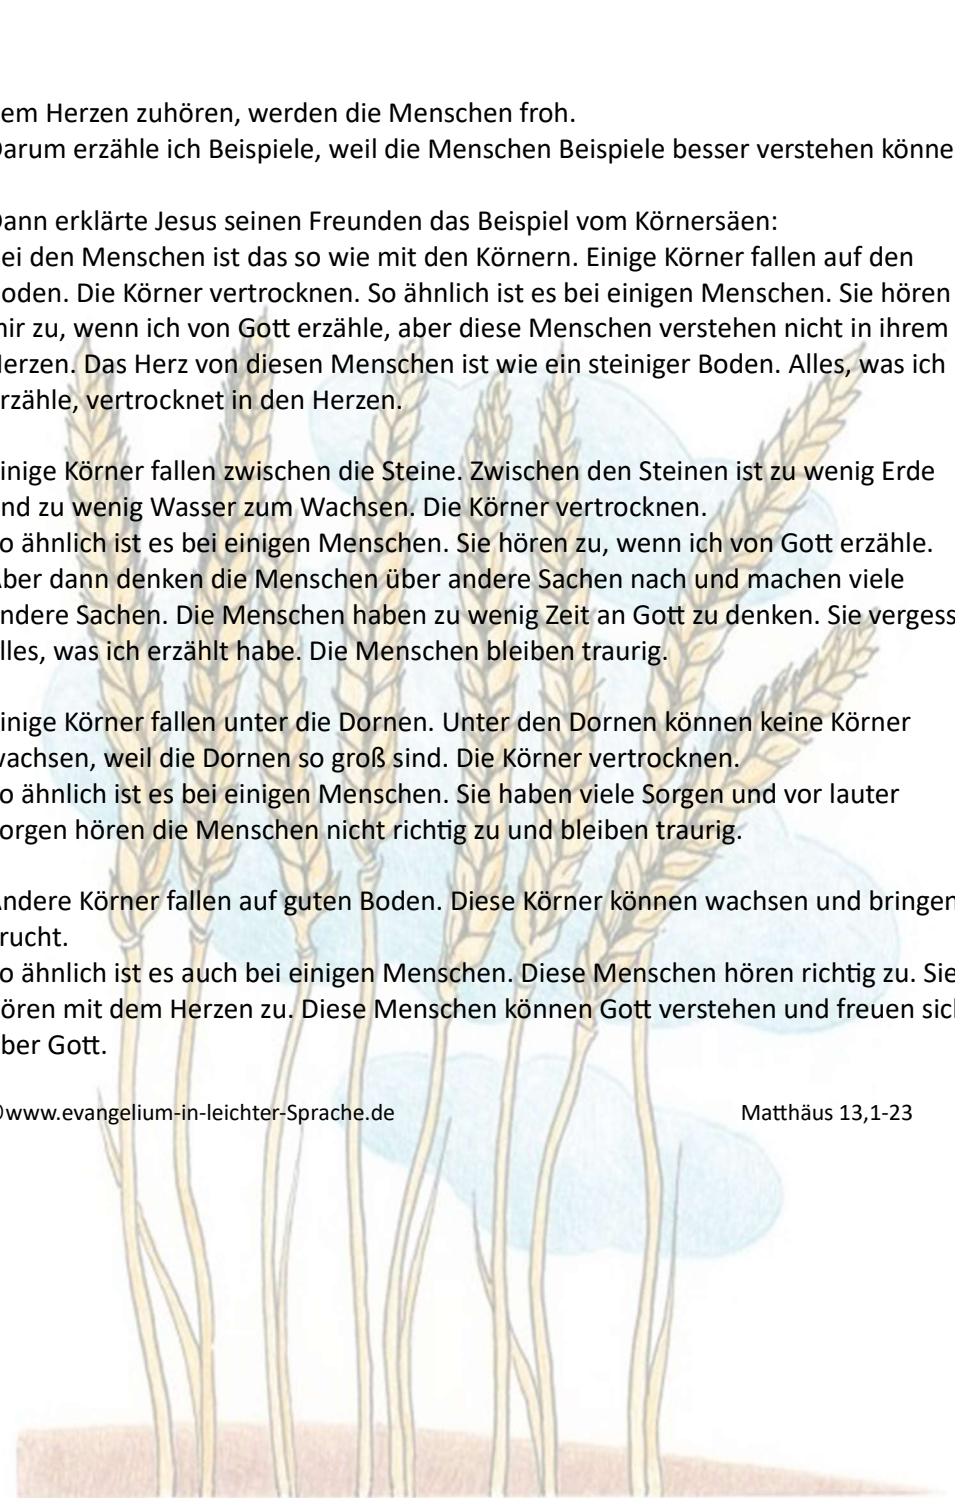 em Herzen zuhören, werden die Menschen froh.
arum erzähle ich Beispiele, weil die Menschen Beispiele besser verstehen könne
ann erklärte Jesus seinen Freunden das Beispiel vom Körnersäen:
ei den Menschen ist das so wie mit den Körnern. Einige Körner fallen auf den
oden. Die Körner vertrocknen. So ähnlich ist es bei einigen Menschen. Sie hören
ir zu, wenn ich von Gott erzähle, aber diese Menschen verstehen nicht in ihrem
erzen. Das Herz von diesen Menschen ist wie ein steiniger Boden. Alles, was ich
rzähle, vertrocknet in den Herzen.
inige Körner fallen zwischen die Steine. Zwischen den Steinen ist zu wenig Erde
nd zu wenig Wasser zum Wachsen. Die Körner vertrocknen.
o ähnlich ist es bei einigen Menschen. Sie hören zu, wenn ich von Gott erzähle.
ber dann denken die Menschen über andere Sachen nach und machen viele
ndere Sachen. Die Menschen haben zu wenig Zeit an Gott zu denken. Sie vergess
lles, was ich erzählt habe. Die Menschen bleiben traurig.
inige Körner fallen unter die Dornen. Unter den Dornen können keine Körner
achsen, weil die Dornen so groß sind. Die Körner vertrocknen.
o ähnlich ist es bei einigen Menschen. Sie haben viele Sorgen und vor lauter
orgen hören die Menschen nicht richtig zu und bleiben traurig.
ndere Körner fallen auf guten Boden. Diese Körner können wachsen und bringen
rucht.
o ähnlich ist es auch bei einigen Menschen. Diese Menschen hören richtig zu. Sie
ören mit dem Herzen zu. Diese Menschen können Gott verstehen und freuen sich
ber Gott.
©www.evangelium-in-leichter-Sprache.de Matthäus 13,1-23